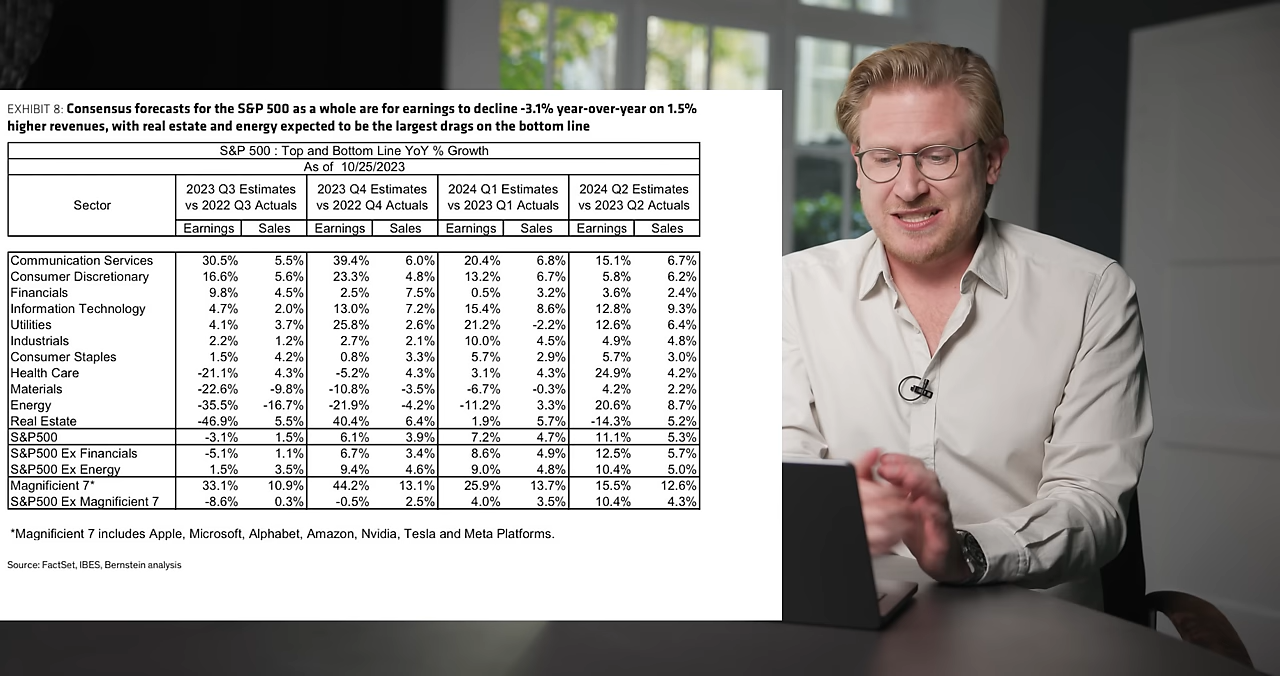 EXHIBIT 8: Consensus forecasts for the S&P 500 as a whole are for earnings to decline -3.1% year-over-year on 1.5%
higher revenues, with real estate and energy expected to be the largest drags on the bottom line
S&P 500 : Top and Bottom Line YoY % Growth
As of 10/25/2023
Sector
2023 Q3 Estimates vs 2022 Q3 Actuals
2023 Q4 Estimates vs 2022 Q4 Actuals
2024 Q1 Estimates vs 2023 Q1 Actuals
2024 Q2 Estimates vs 2023 Q2 Actuals
Earnings Sales Earnings Sales Earnings Sales Earnings Sales
Communication Services 30.5% 5.5% 39.4% 6.0% 20.4% 6.8% 15.1% 6.7%
Consumer Discretionary 16.6% 5.6% 23.3% 4.8% 13.2% 6.7% 5.8% 6.2%
Financials 9.8% 4.5% 2.5% 7.5% 0.5% 3.2% 3.6% 2.4%
Information Technology 4.7% 2.0% 13.0% 7.2% 15.4% 8.6% 12.8% 9.3%
Utilities 4.1% 3.7% 25.8% 2.6% 21.2% -2.2% 12.6% 6.4%
Industrials 2.2% 1.2% 2.7% 2.1% 10.0% 4.5% 4.9% 4.8%
Consumer Staples 1.5% 4.2% 0.8% 3.3% 5.7% 2.9% 5.7% 3.0%
Health Care -21.1% 4.3% -5.2% 4.3% 3.1% 4.3% 24.9% 4.2%
Materials -22.6% -9.8% -10.8% -3.5% -6.7% -0.3% 4.2% 2.2%
Energy -35.5% -16.7% -21.9% -4.2% -11.2% 3.3% 20.6% 8.7%
Real Estate -46.9% 5.5% 40.4% 6.4% 1.9% 5.7% -14.3% 5.2%
S&P500 -3.1% 1.5% 6.1% 3.9% 7.2% 4.7% 11.1% 5.3%
S&P500 Ex Financials -5.1% 1.1% 6.7% 3.4% 8.6% 4.9% 12.5% 5.7%
S&P500 Ex Energy 1.5% 3.5% 9.4% 4.6% 9.0% 4.8% 10.4% 5.0%
Magnificient 7* 33.1% 10.9% 44.2% 13.1% 25.9% 13.7% 15.5% 12.6%
S&P500 Ex Magnificient 7 -8.6% 0.3% -0.5% 2.5% 4.0% 3.5% 10.4% 4.3%
*Magnificient 7 includes Apple, Microsoft, Alphabet, Amazon, Nvidia, Tesla and Meta Platforms.
Source: FactSet, IBES, Bernstein analysis